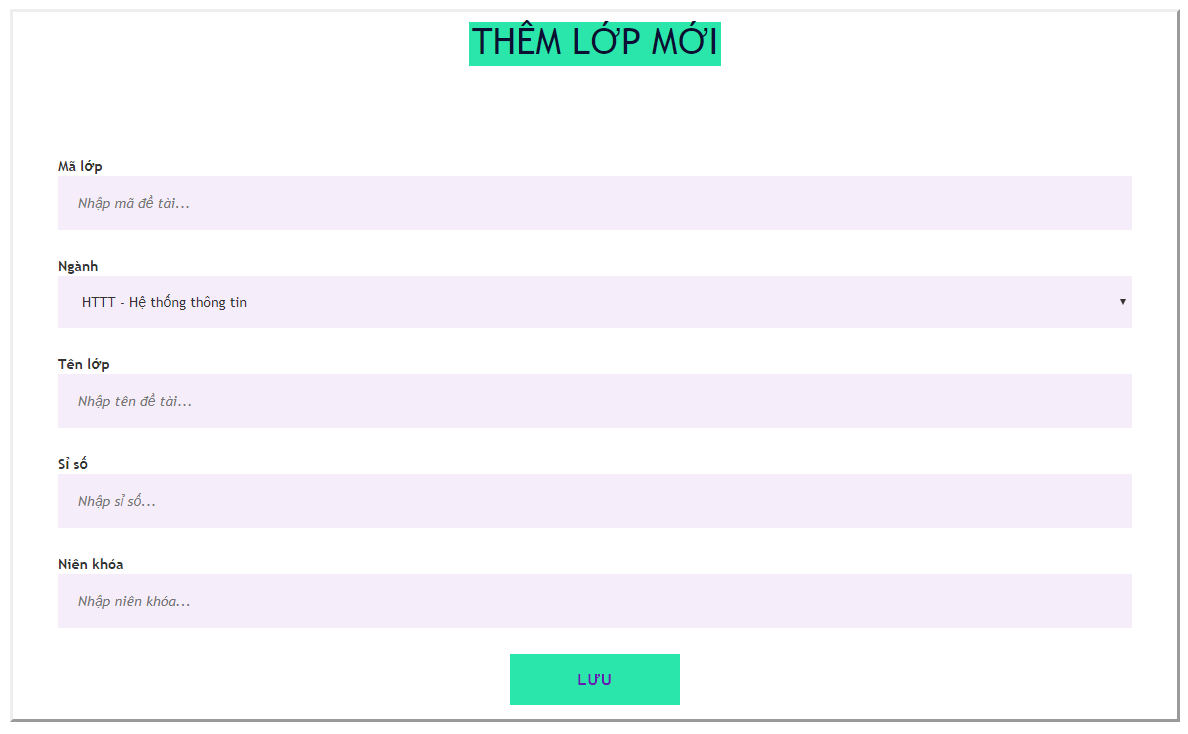 THÊM LỚP MỚI
Mã lớp
Nhập mã đề tài...
Ngành
HTTT - Hệ thống thông tin
Tên lớp
Nhập tên đề tài...
Sỉ số
Nhập sỉ số...
Niên khóa
Nhập niên khóa...
LƯU